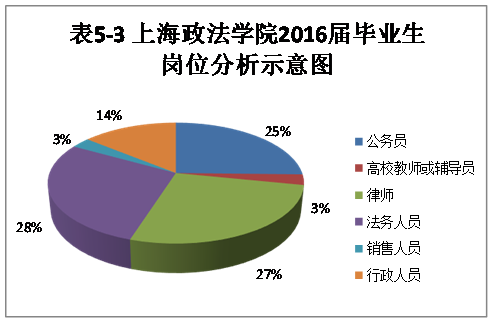 表5-3 上海政法学院2016届毕业生
岗位分析示意图
14%
25%
3%
3%
28%
27%
公务员
高校教师或辅导员
律师
法务人员
销售人员
行政人员